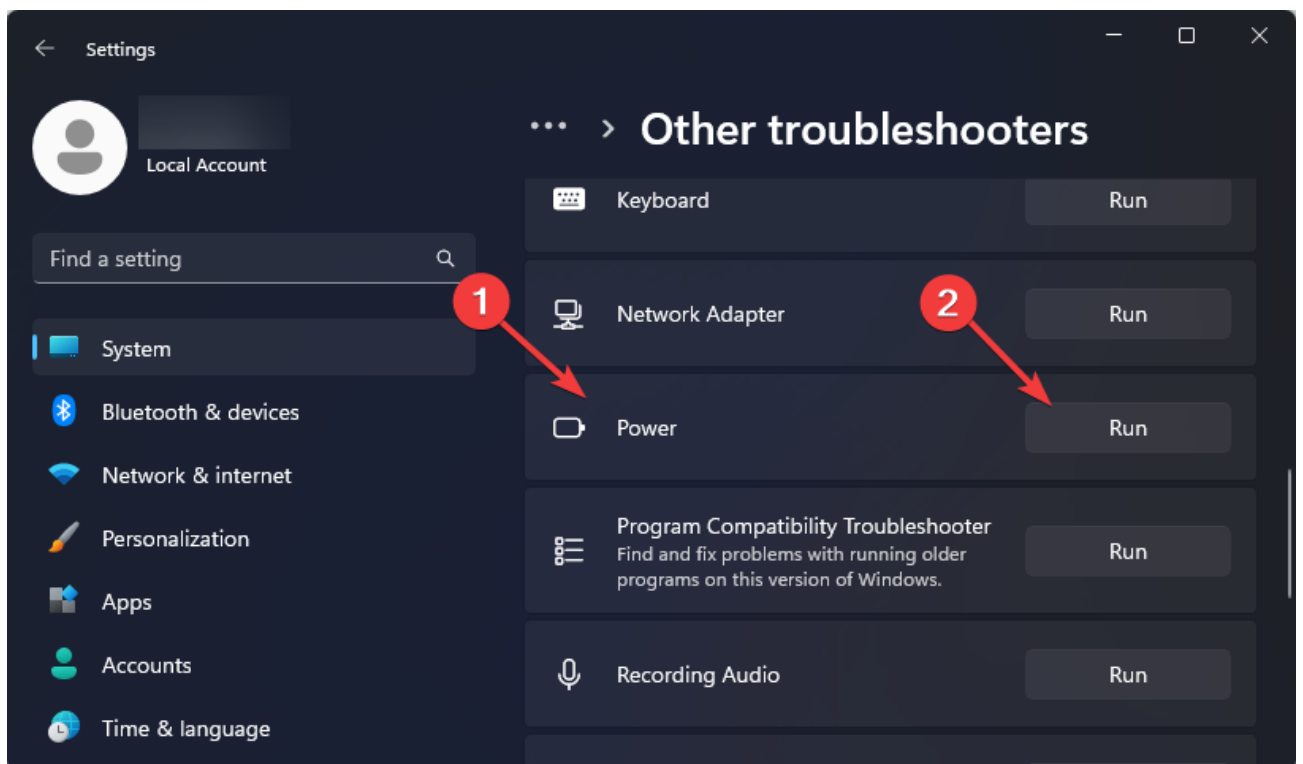 Settings
Local Account
Find a setting
System
Bluetooth & devices
Network & internet
Personalization
Apps
Accounts
Time & language
... > Other troubleshooters
Keyboard Run
1
Network Adapter Run
2
Power Run
Program Compatibility Troubleshooter
Find and fix problems with running older
programs on this version of Windows.
Run
Recording Audio Run